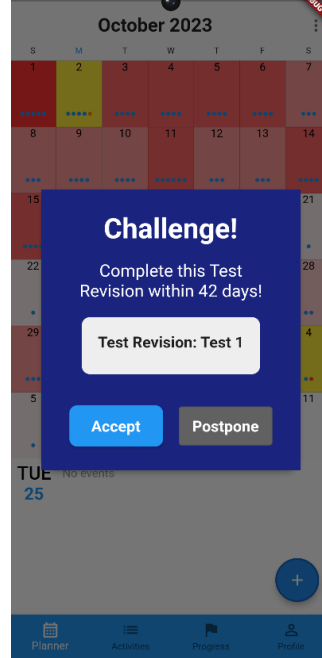 October 2023
S M T W T F S
1 2 3 4 5 6 7
8 9 10 11 12 13 14
15
Challenge!
21
22
Complete this Test
28
Revision within 42 days!
29
Test Revision: Test 1
4
5
11
Accept
Postpone
TUE
No events
25
+
Planner
Activities
Progress
Profile